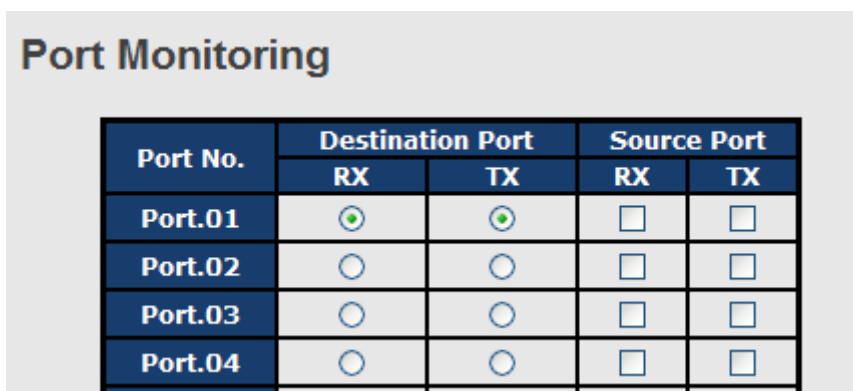 Port Monitoring
Port No. Destination Port Source Port
RX TX RX TX
Port.01
Port.02
Port.03
Port.04